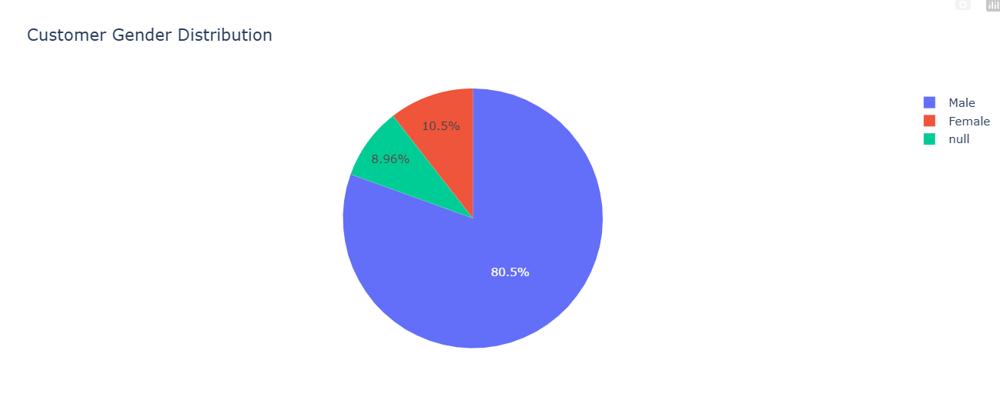 Customer Gender Distribution
Male
Female
null
10.5%
8.96%
80.5%